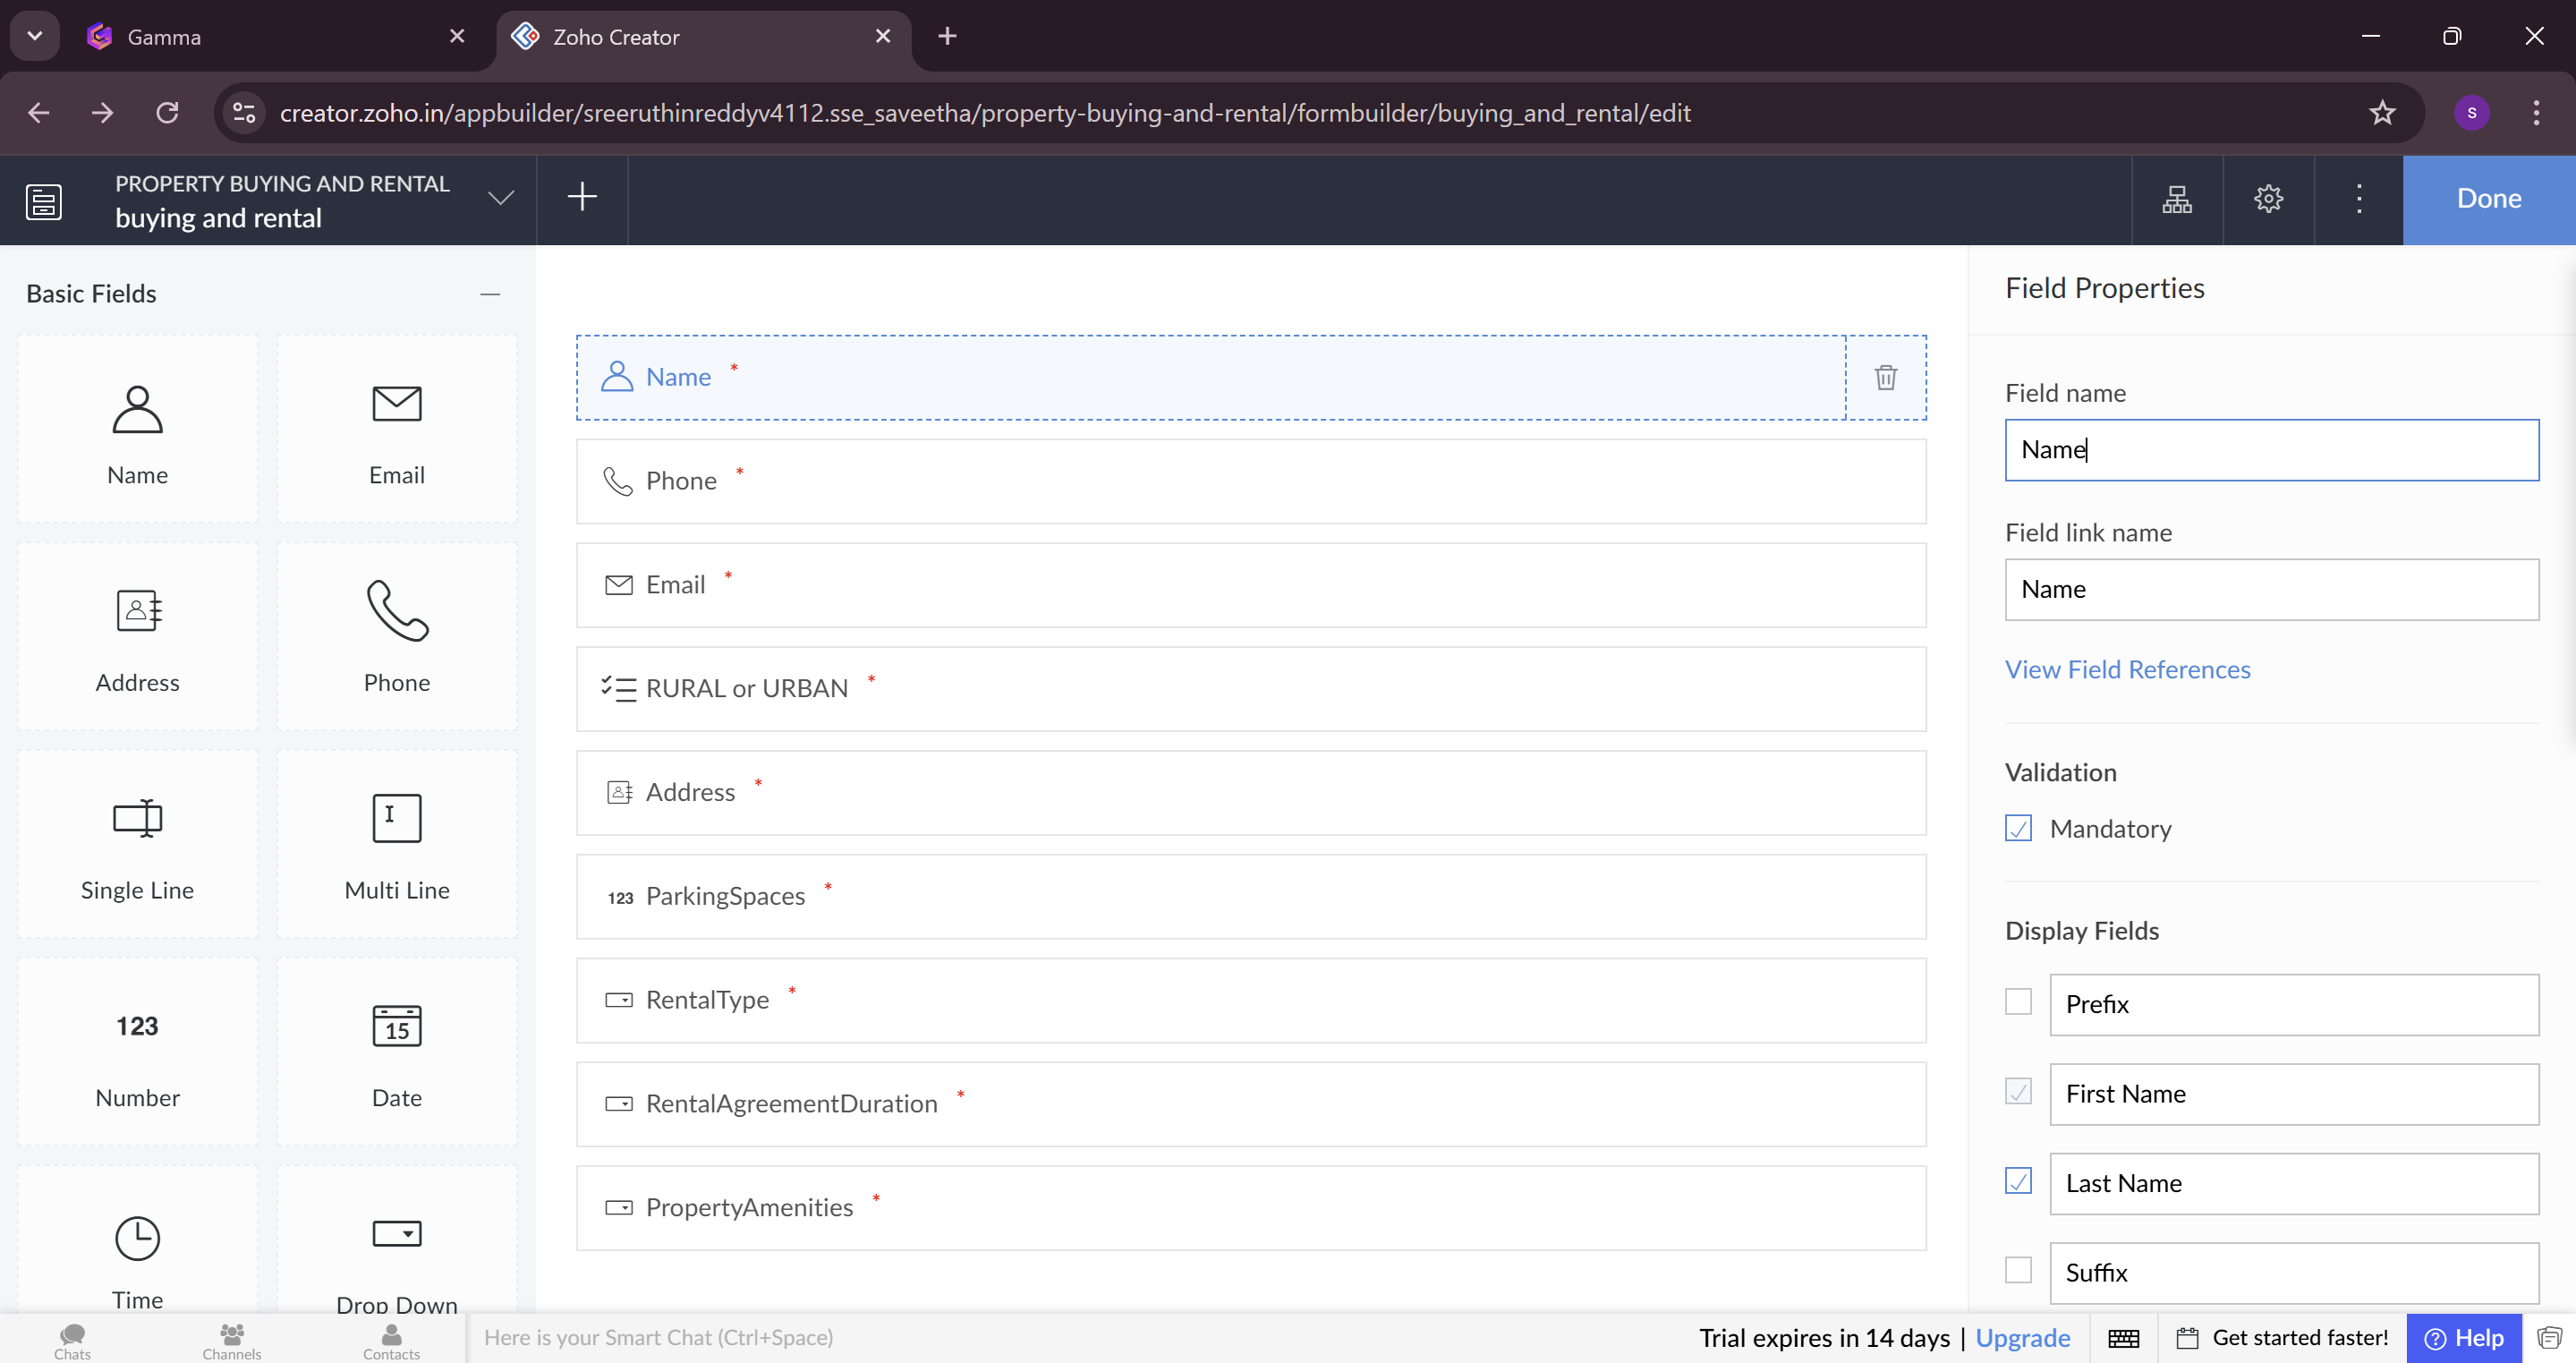 Gamma
Zoho Creator
creator.zoho.in/appbuilder/sreeruthinreddyv4112.sse_saveetha/property-buying-and-rental/formbuilder/buying_and_rental/edit
S
PROPERTY BUYING AND RENTAL
buying and rental
Done
Basic Fields
Name
Email
Address
Phone
Single Line
Multi Line
123
15
Number
Date
Time
Drop Down
Name *
Phone *
Email *
RURAL or URBAN *
Address *
123 ParkingSpaces *
RentalType *
RentalAgreementDuration *
PropertyAmenities *
Field Properties
Field name
Name
Field link name
Name
View Field References
Validation
Mandatory
Display Fields
Prefix
First Name
Last Name
Suffix
Chats
Channels
Contacts
Here is your Smart Chat (Ctrl+Space)
Trial expires in 14 days | Upgrade
Get started faster!
? Help